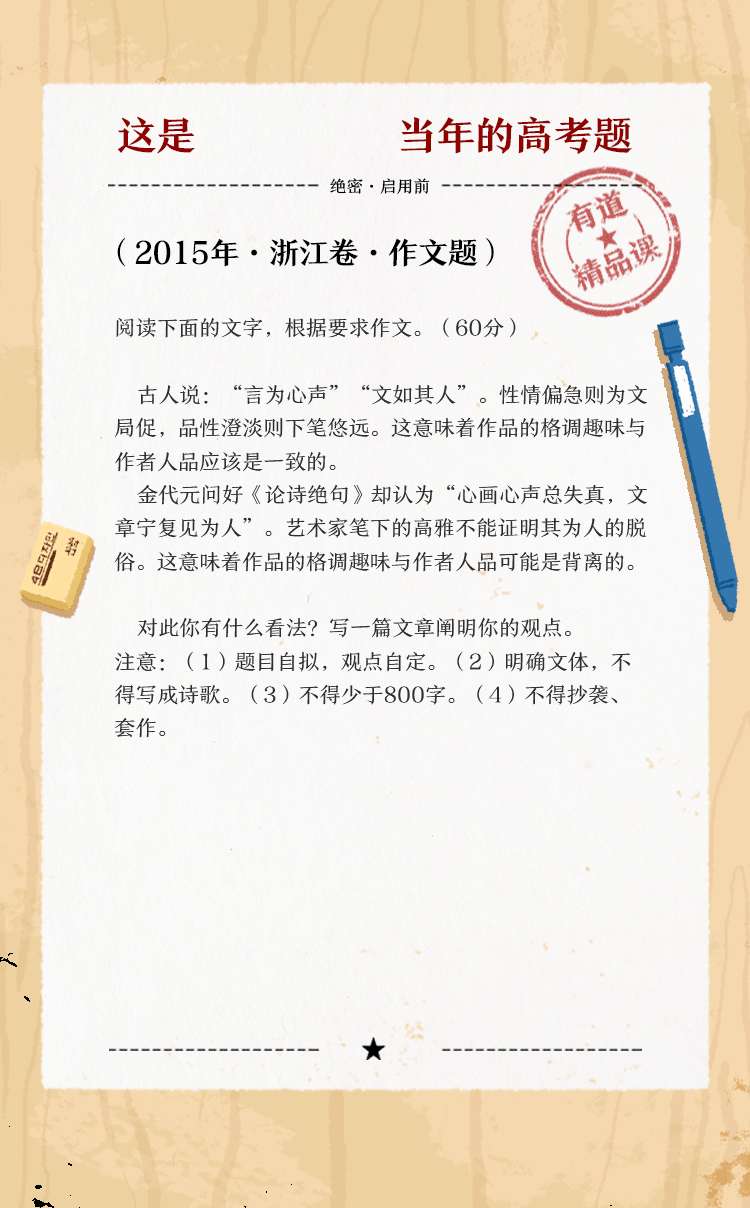 这是 当年的高考题
绝密·启用前
(2015年·浙江卷·作文题)
有道
精品课
阅读下面的文字，根据要求作文。(60分)
古人说：“言为心声”“文如其人”。性情偏急则为文
局促，品性澄淡则下笔悠远。这意味着作品的格调趣味与
作者人品应该是一致的。
金代元问好《论诗绝句》却认为“心画心声总失真，文
章宁复见为人”。艺术家笔下的高雅不能证明其为人的脱
俗。这意味着作品的格调趣味与作者人品可能是背离的。
对此你有什么看法？写一篇文章阐明你的观点。
注意：(1)题目自拟，观点自定。(2)明确文体，不
得写成诗歌。(3)不得少于800字。(4)不得抄袭、
套作。